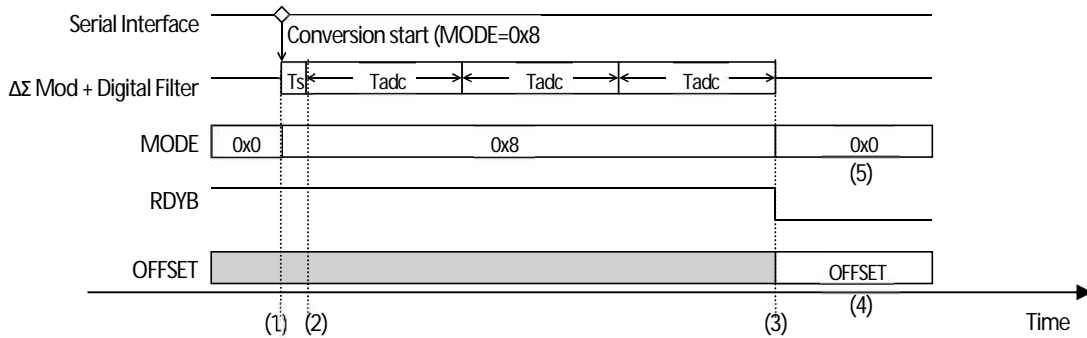 Serial Interface
Conversion start (MODE=0x8
ΔΣ Mod + Digital Filter
Ts Tadc Tadc Tadc
MODE 0x0 0x8 0x0
(5)
RDYB
OFFSET OFFSET
(4)
(1) (2) (3) Time